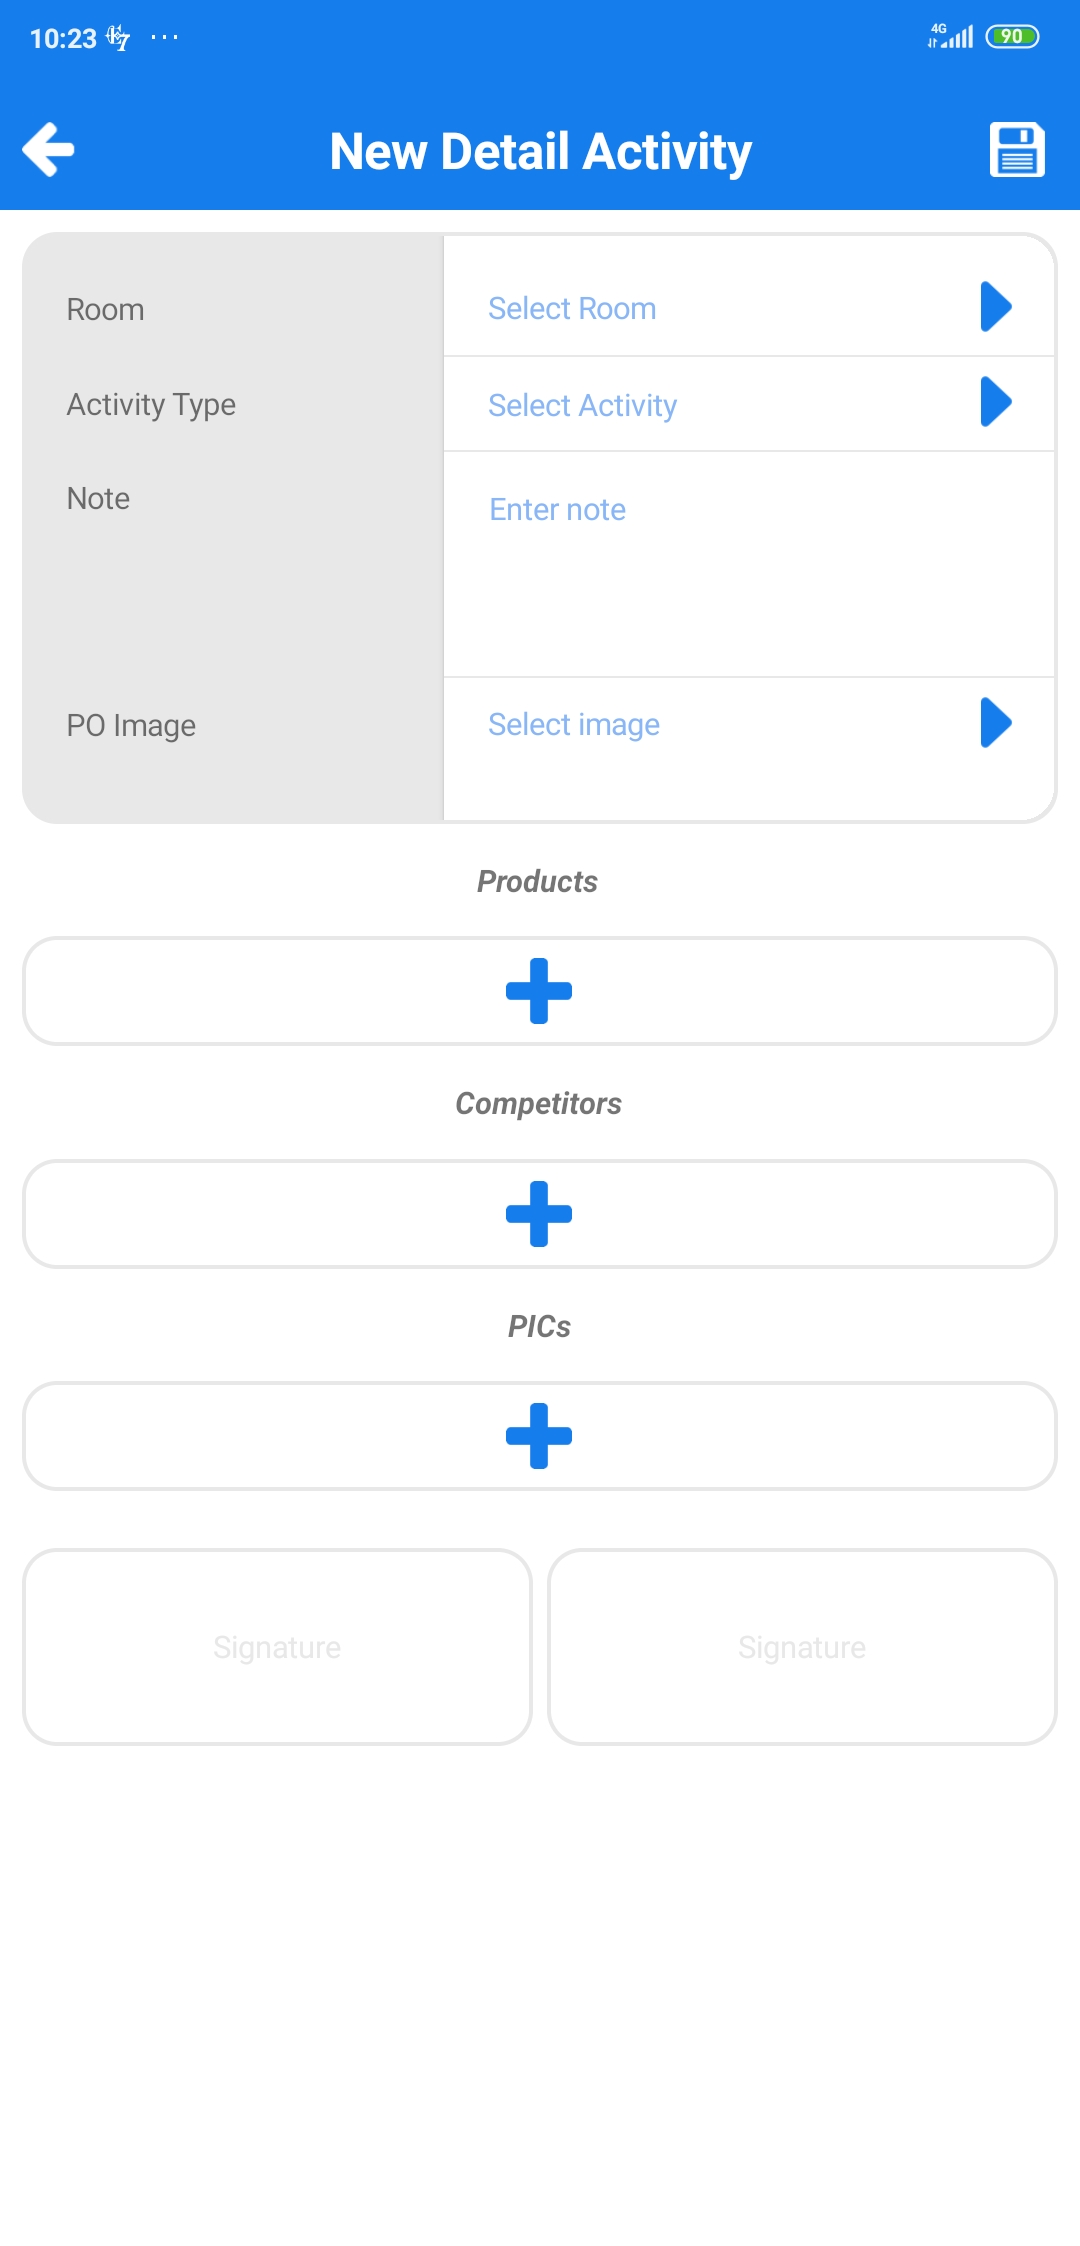 10:23 ...
4G
90
New Detail Activity
Room
Select Room
Activity Type
Select Activity
Note
Enter note
PO Image
Select image
Products
Competitors
PICs
Signature
Signature